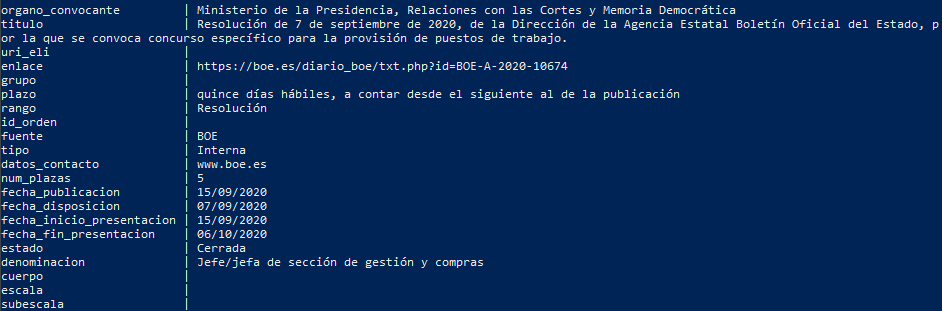 organo_convocante | Ministerio de la Presidencia, Relaciones con las Cortes y Memoria Democrática
titulo | Resolución de 7 de septiembre de 2020, de la Dirección de la Agencia Estatal Boletín Oficial del Estado, p
or la que se convoca concurso específico para la provisión de puestos de trabajo.
uri_eli |
enlace | https://boe.es/diario_boe/txt.php?id=BOE-A-2020-10674
grupo |
plazo | quince días hábiles, a contar desde el siguiente al de la publicación
rango | Resolución
id_orden |
fuente | BOE
tipo | Interna
datos_contacto | www.boe.es
num_plazas | 5
fecha_publicacion | 15/09/2020
fecha_disposicion | 07/09/2020
fecha_inicio_presentacion | 15/09/2020
fecha_fin_presentacion | 06/10/2020
estado | Cerrada
denominacion | Jefe/jefa de sección de gestión y compras
cuerpo |
escala |
subescala |